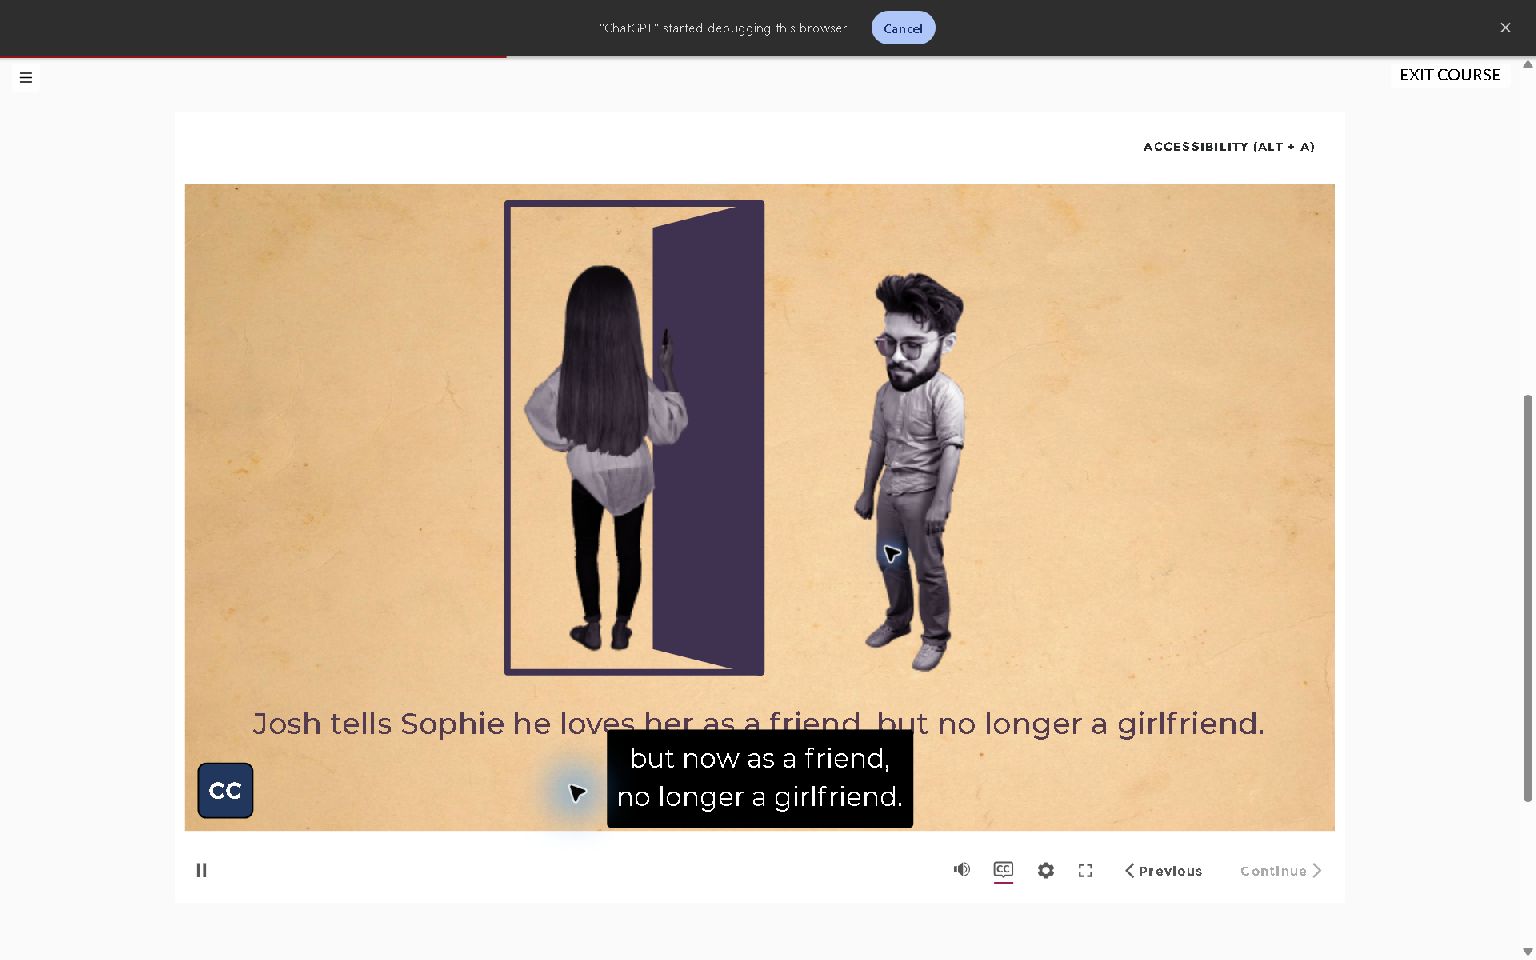 "ChatGPT" started debugging this browser
Cancel
EXIT COURSE
ACCESSIBILITY (ALT + A)
Josh tells Sophie he loves her as a friend, but no longer a girlfriend.
but now as a friend,
no longer a girlfriend.
CC
CC
Previous
Continue